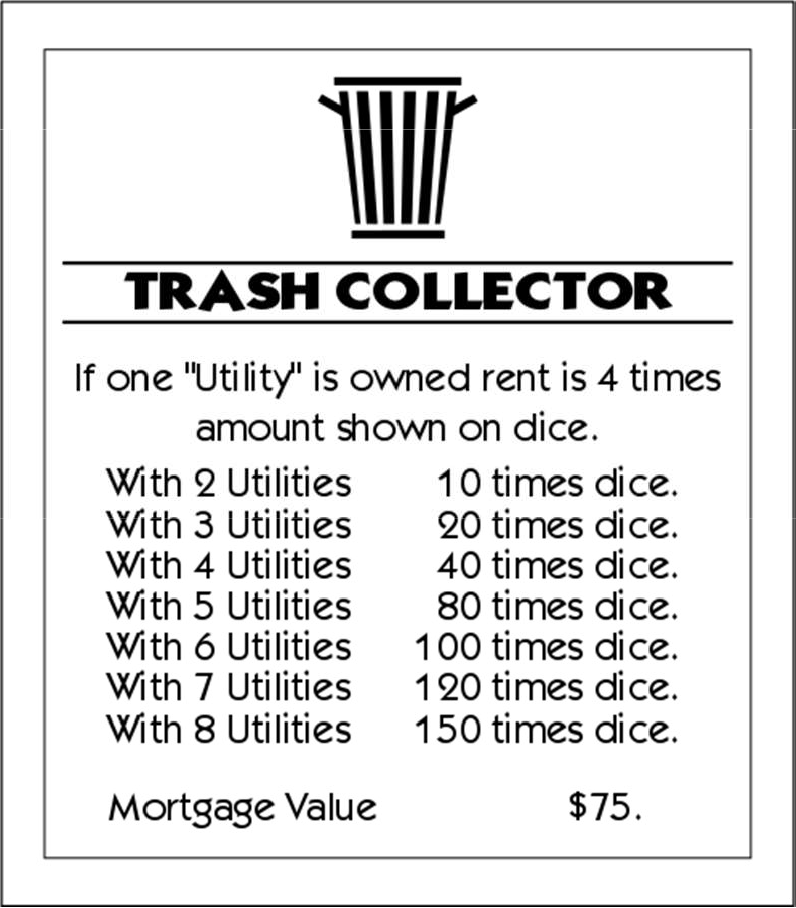 TRASH COLLECTOR
If one "Utility" is owned rent is 4 times
amount shown on dice.
With 2 Utilities 10 times dice.
With 3 Utilities 20 times dice.
With 4 Utilities 40 times dice.
With 5 Utilities 80 times dice.
With 6 Utilities 100 times dice.
With 7 Utilities 120 times dice.
With 8 Utilities 150 times dice.
Mortgage Value $75.